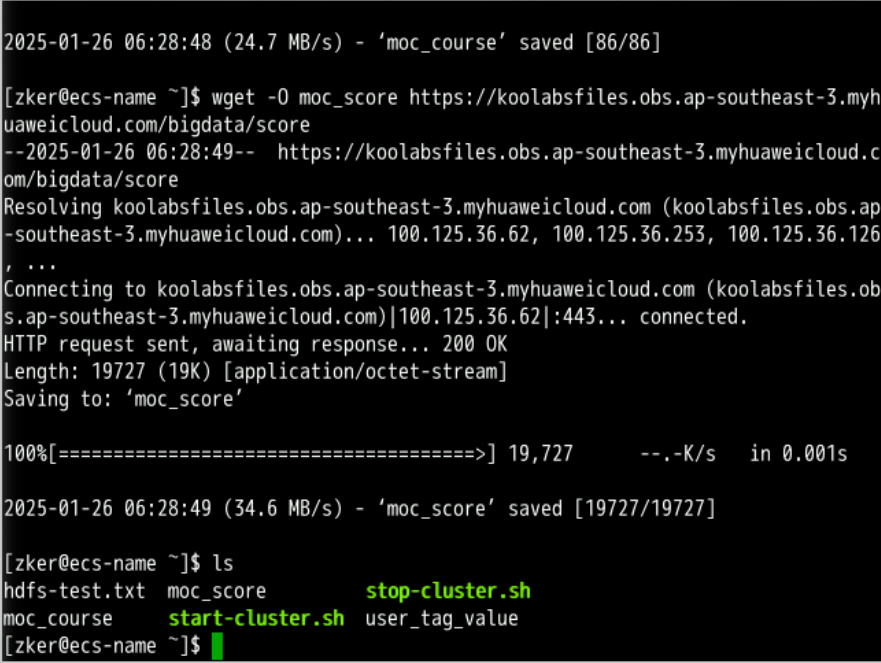 2025-01-26 06:28:48 (24.7 MB/s) - ‘moc_course’ saved [86/86]
[zker@ecs-name ~]$ wget -O moc_score https://koolabsfiles.obs.ap-southeast-3.myh
uaweicloud.com/bigdata/score
--2025-01-26 06:28:49--  https://koolabsfiles.obs.ap-southeast-3.myhuaweicloud.c
om/bigdata/score
Resolving koolabsfiles.obs.ap-southeast-3.myhuaweicloud.com (koolabsfiles.obs.ap
-southeast-3.myhuaweicloud.com)... 100.125.36.62, 100.125.36.253, 100.125.36.126
, ...
Connecting to koolabsfiles.obs.ap-southeast-3.myhuaweicloud.com (koolabsfiles.ob
s.ap-southeast-3.myhuaweicloud.com)|100.125.36.62|:443... connected.
HTTP request sent, awaiting response... 200 OK
Length: 19727 (19K) [application/octet-stream]
Saving to: ‘moc_score’
100%[======================================>] 19,727      --.-K/s   in 0.001s
2025-01-26 06:28:49 (34.6 MB/s) - ‘moc_score’ saved [19727/19727]
[zker@ecs-name ~]$ ls
hdfs-test.txt  moc_score         stop-cluster.sh
moc_course     start-cluster.sh  user_tag_value
[zker@ecs-name ~]$